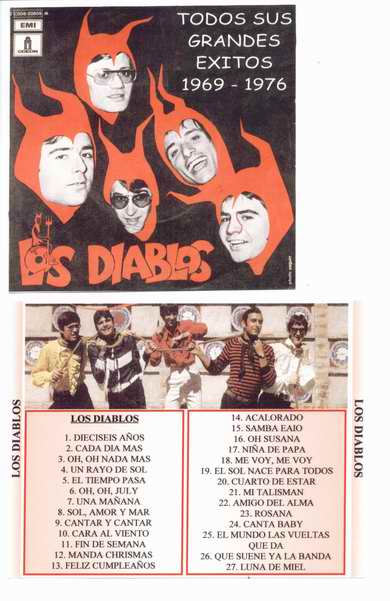 EMI
ODEON
TODOS SUS
GRANDES
EXITOS
1969 - 1976
LOS DIABLOS
LOS DIABLOS
LOS DIABLOS
LOS DIABLOS
1. DIECISEIS AÑOS
2. CADA DIA MAS
3. OH, OH NADA MAS
4. UN RAYO DE SOL
5. EL TIEMPO PASA
6. OH, OH, JULY
7. UNA MAÑANA
8. SOL, AMOR Y MAR
9. CANTAR Y CANTAR
10. CARA AL VIENTO
11. FIN DE SEMANA
12. MANDA CHRISMAS
13. FELIZ CUMPLEAÑOS
14. ACALORADO
15. SAMBA EAIO
16. OH SUSANA
17. NIÑA DE PAPA
18. ME VOY, ME VOY
19. EL SOL NACE PARA TODOS
20. CUARTO DE ESTAR
21. MI TALISMAN
22. AMIGO DEL ALMA
23. ROSANA
24. CANTA BABY
25. EL MUNDO LAS VUELTAS
QUE DA
26. QUE SUENE YA LA BANDA
27. LUNA DE MIEL